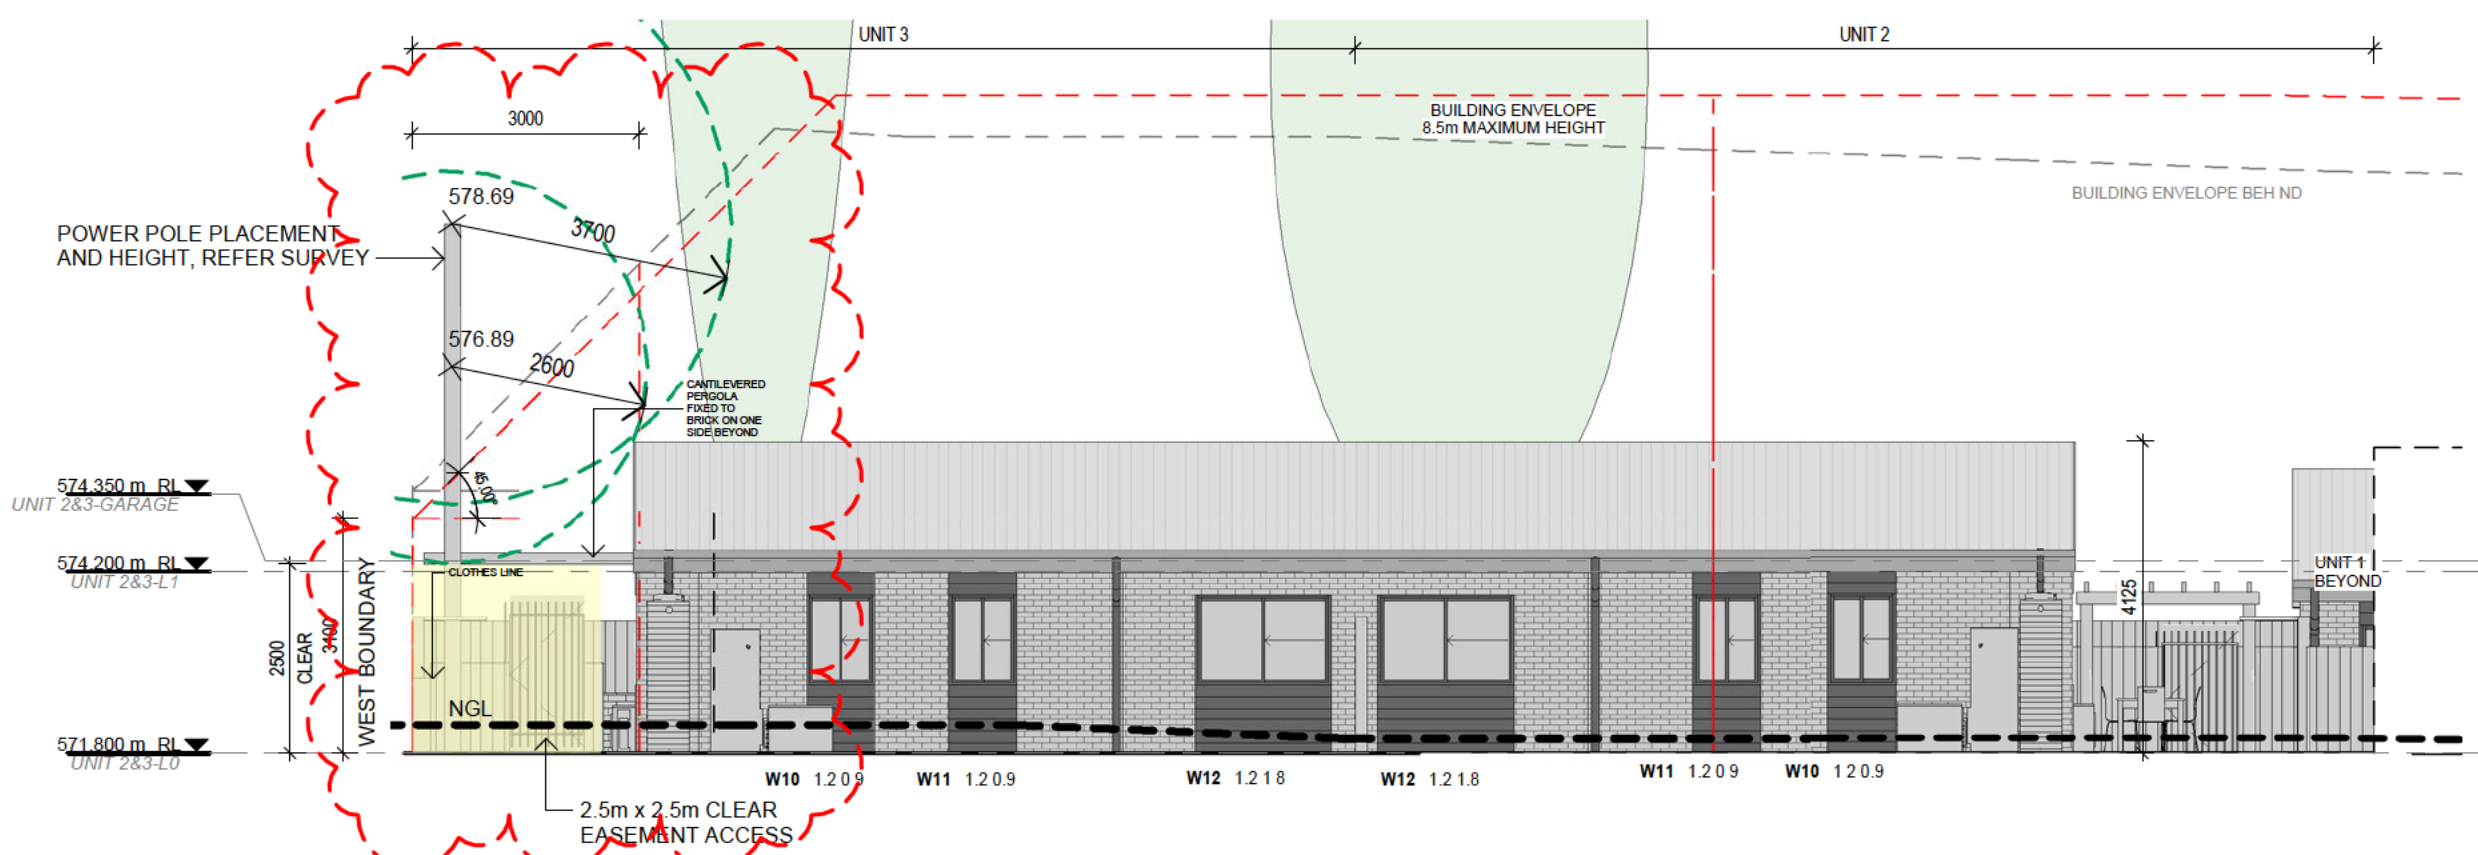 UNIT 3
UNIT 2
3000
BUILDING ENVELOPE
8.5m MAXIMUM HEIGHT
BUILDING ENVELOPE BEH ND
578.69
3700
POWER POLE PLACEMENT
AND HEIGHT, REFER SURVEY
576.89
2600
CANTILEVERED
PERGOLA
FIXED TO
BRICK ON ONE
SIDE BEYOND
45.00°
574.350 m RL
UNIT 2&3-GARAGE
574.200 m RL
UNIT 2&3-L1
CLOTHES LINE
UNIT 1
BEYOND
4125
2500
CLEAR
3100
WEST BOUNDARY
NGL
571.800 m RL
UNIT 2&3-L0
W10 1.2 0 9
W11 1.2 0.9
W12 1.2 1 8
W12 1.2 1.8
W11 1.2 0 9
W10 1 2 0.9
2.5m x 2.5m CLEAR
EASEMENT ACCESS